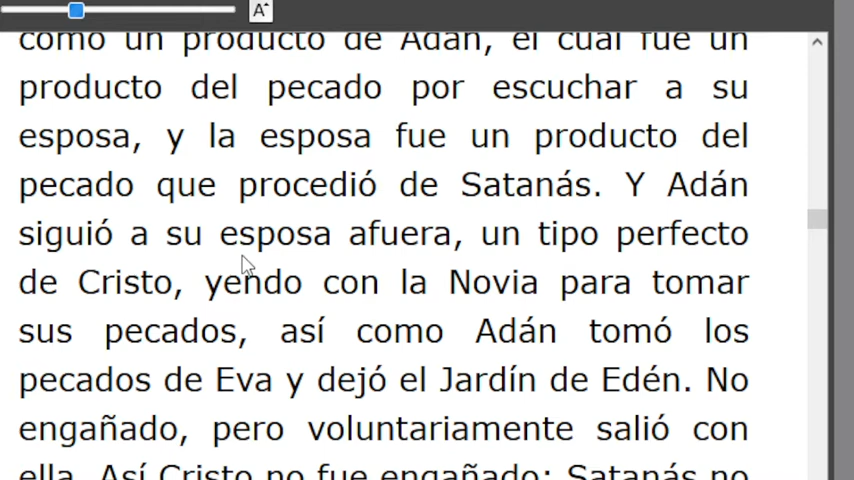 A
como un producto de Adán, el cual fue un
producto del pecado por escuchar a su
esposa, y la esposa fue un producto del
pecado que procedió de Satanás. Y Adán
siguió a su esposa afuera, un tipo perfecto
de Cristo, yendo con la Novia para tomar
sus pecados, así como Adán tomó los
pecados de Eva y dejó el Jardín de Edén. No
engañado, pero voluntariamente salió con
ella. Así Cristo no fue engañado; Satanás no